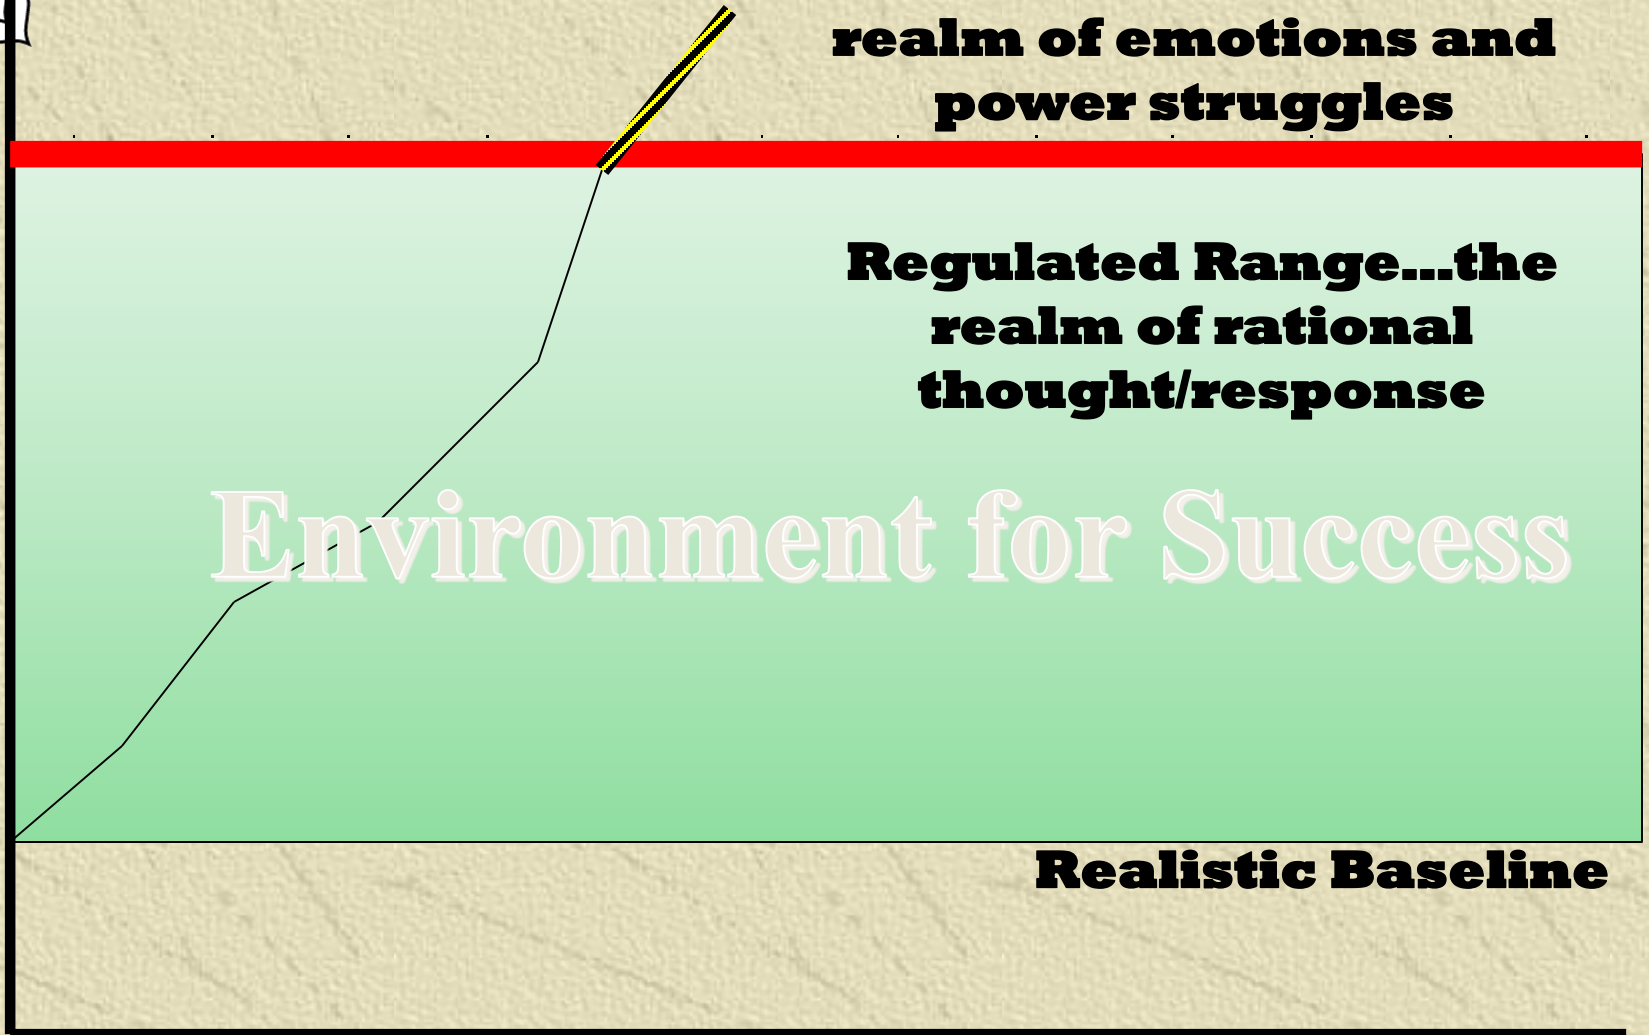 realm of emotions and
power struggles
Regulated Range...the
realm of rational
thought/response
Environment for Success
Realistic Baseline